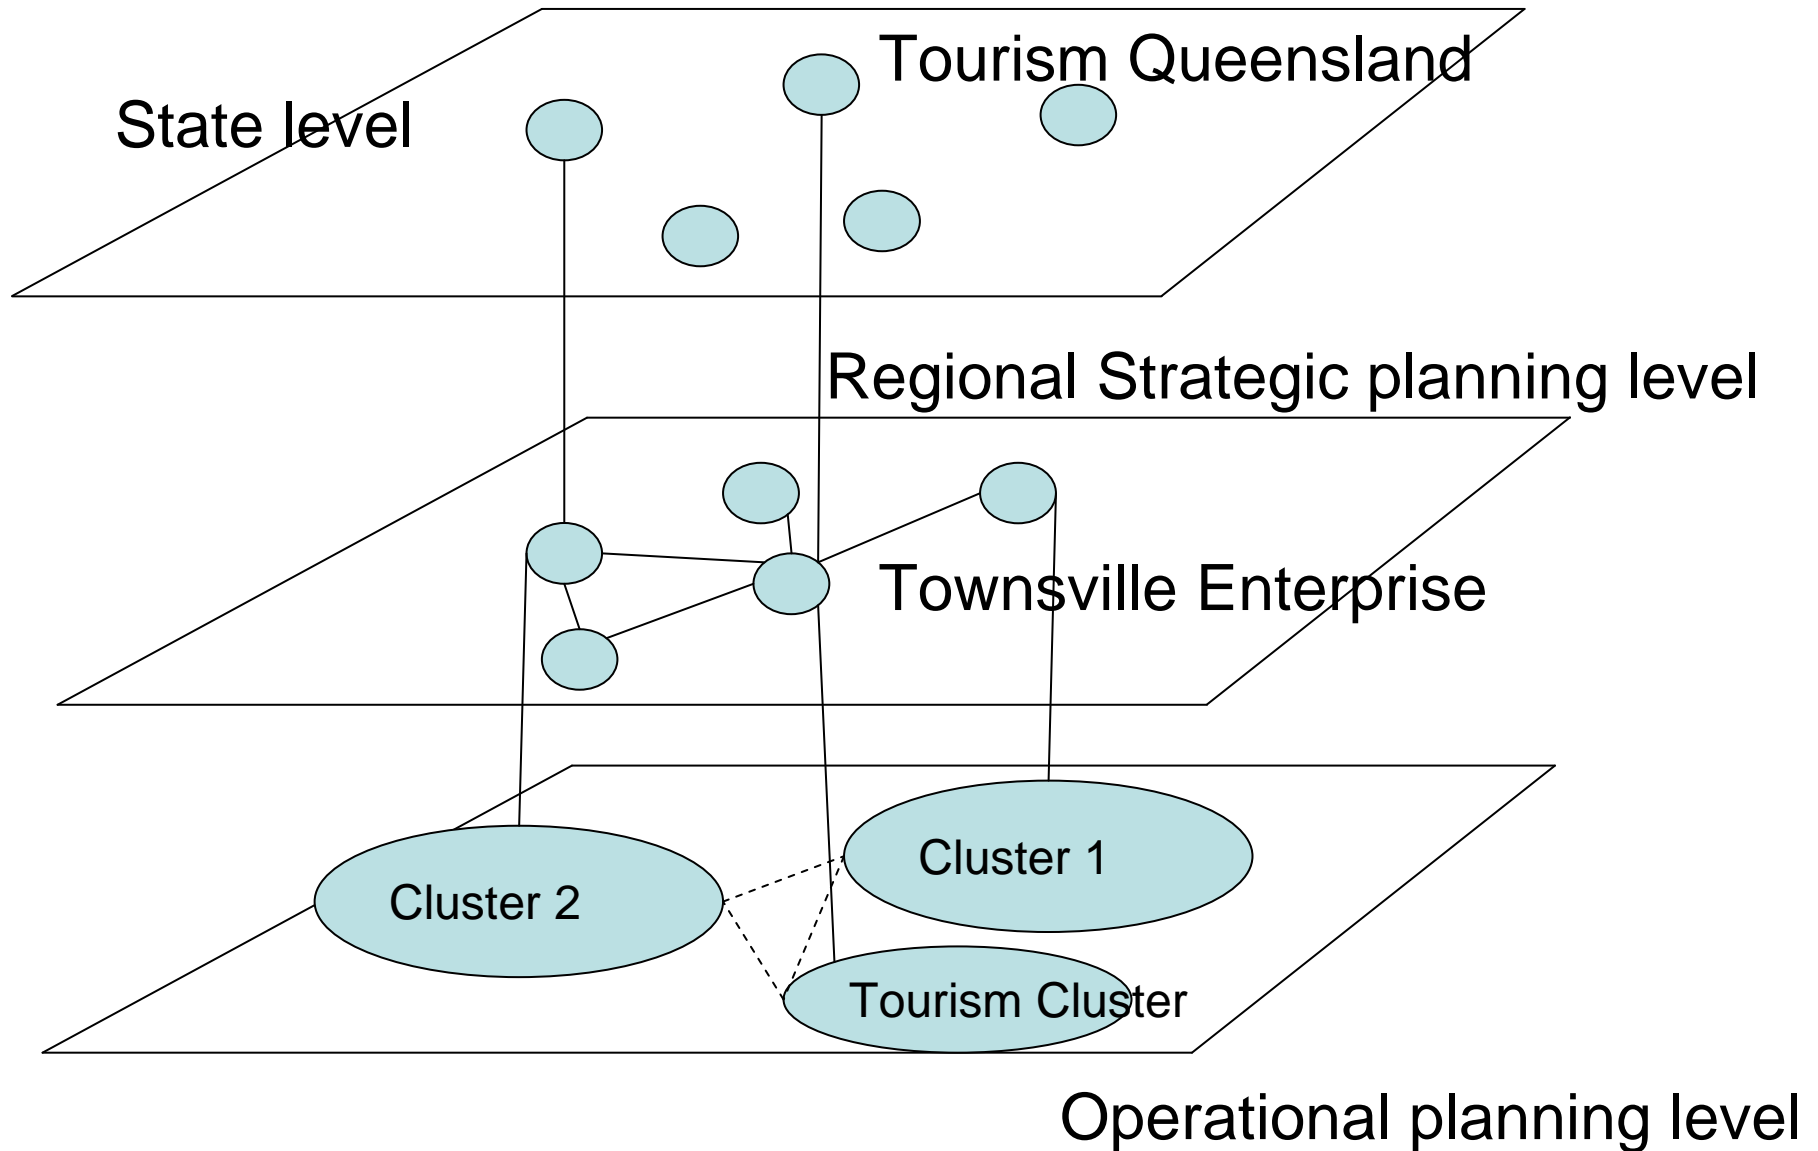 Tourism Queensland
State level
Regional Strategic planning level
Townsville Enterprise
Cluster 1
Cluster 2
Tourism Cluster
Operational planning level